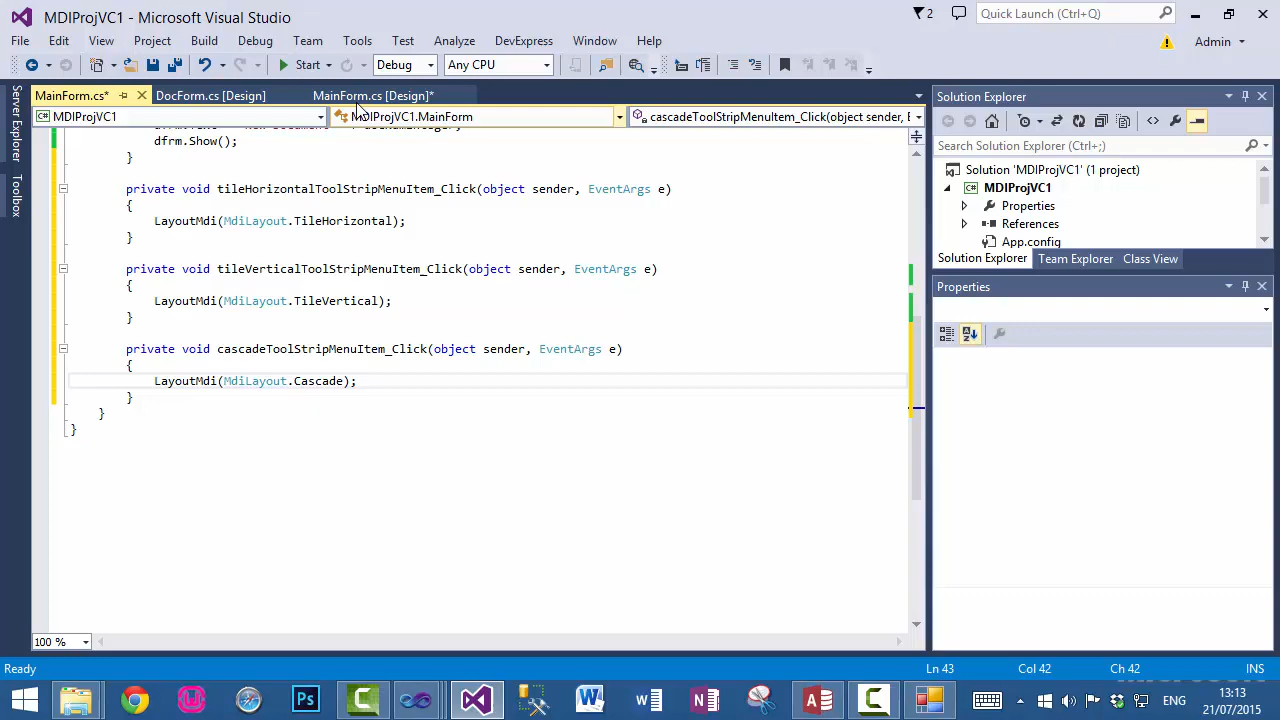 MDIProjVC1 - Microsoft Visual Studio
2
Quick Launch (Ctrl+;)
File Edit View Project Build Debug Team Tools Test Analyze DevExpress Window Help
Admin
Start Debug Any CPU
MainForm.cs* DocForm.cs [Design] MainForm.cs [Design]*
MDIProjVC1 MDIProjVC1.MainForm cascadeToolStripMenuItem_Click(object sender, E
Server Explorer
Toolbox
dfrm.Show();
}
private void tileHorizontalToolStripMenuItem_Click(object sender, EventArgs e)
{
LayoutMdi(MdiLayout.TileHorizontal);
}
private void tileVerticalToolStripMenuItem_Click(object sender, EventArgs e)
{
LayoutMdi(MdiLayout.TileVertical);
}
private void cascadeToolStripMenuItem_Click(object sender, EventArgs e)
{
LayoutMdi(MdiLayout.Cascade);
}
}
}
100 %
Solution Explorer
Search Solution Explorer (Ctrl+;)
Solution 'MDIProjVC1' (1 project)
MDIProjVC1
Properties
References
App.config
Solution Explorer Team Explorer Class View
Properties
Ready Ln 43 Col 42 Ch 42 INS
ENG
13:13
21/07/2015